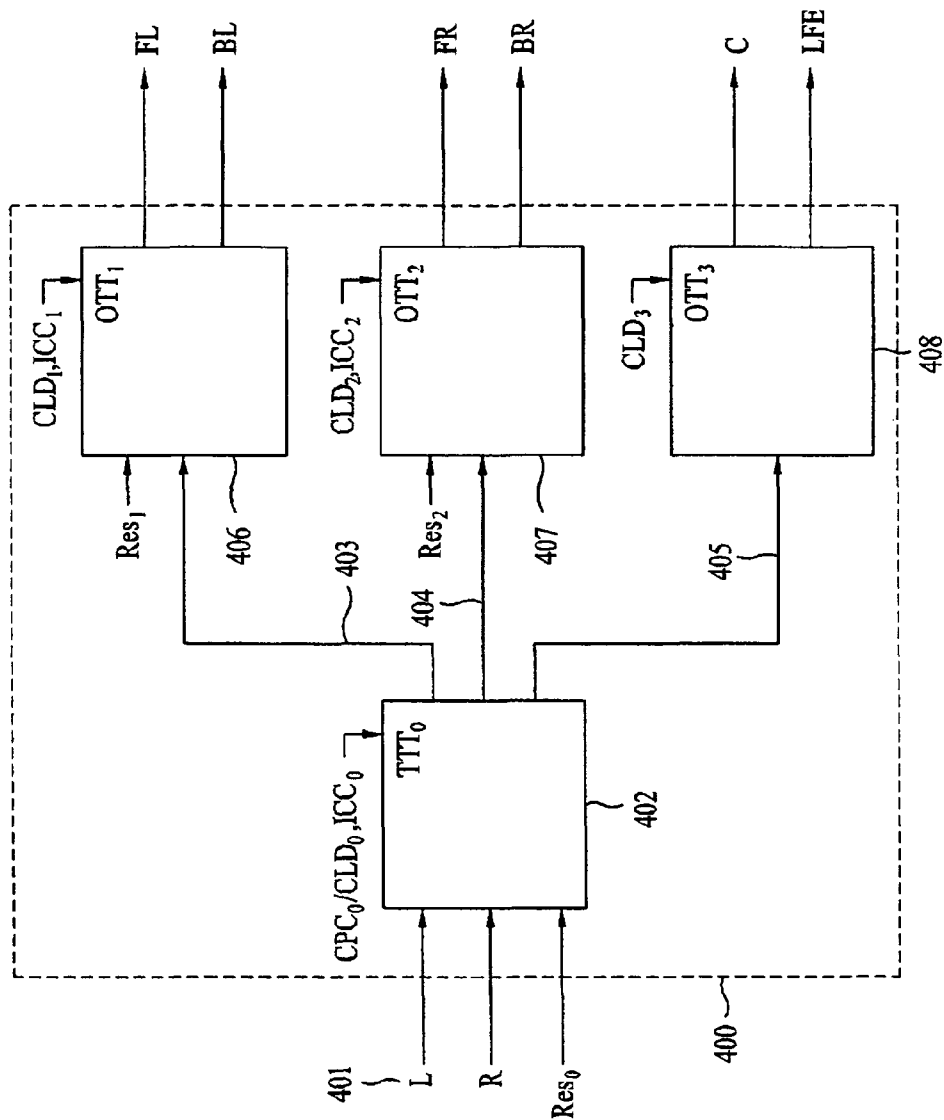 401
L
R
Res0
400
CPC0/CLD0,ICC0
TTT0
402
403
404
405
Res1
CLD1,ICC1
OTT1
406
FL
BL
Res2
CLD2,ICC2
OTT2
407
FR
BR
CLD3
OTT3
408
C
LFE